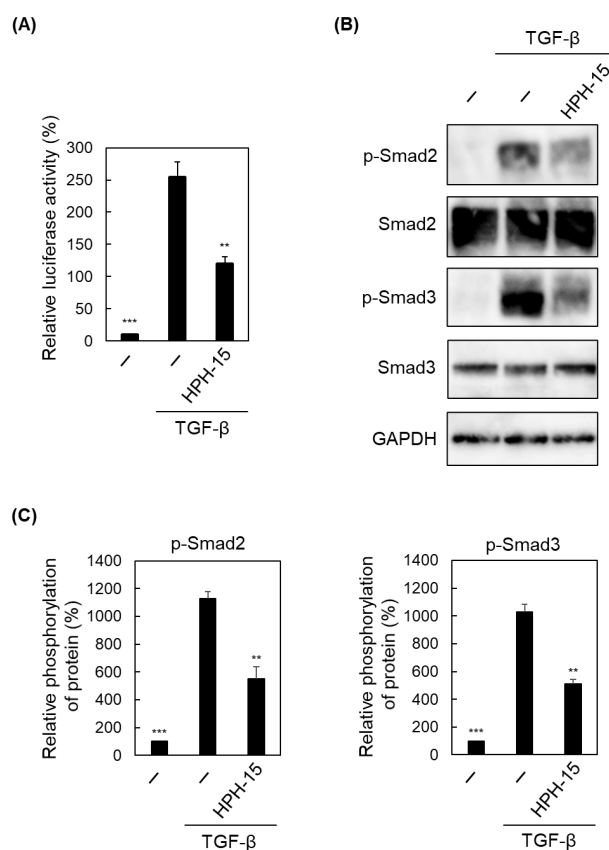 (A)
Relative luciferase activity (%)
300
250
200
150
100
50
0
***
**
–
–
HPH-15
TGF-β
(B)
TGF-β
–
–
HPH-15
p-Smad2
Smad2
p-Smad3
Smad3
GAPDH
(C)
p-Smad2
Relative phosphorylation
of protein (%)
1400
1200
1000
800
600
400
200
0
***
**
–
–
HPH-15
TGF-β
p-Smad3
Relative phosphorylation
of protein (%)
1400
1200
1000
800
600
400
200
0
***
**
–
–
HPH-15
TGF-β